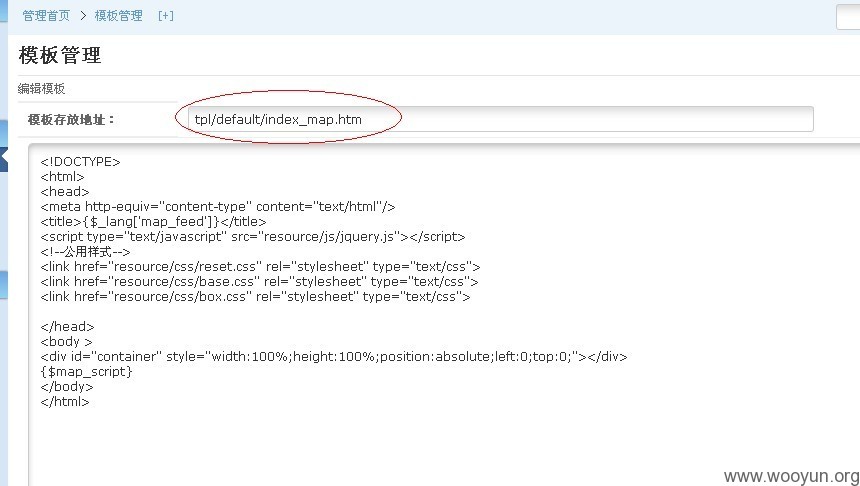 管理首页 > 模板管理 [+]
模板管理
编辑模板
模板存放地址： tpl/default/index_map.htm
<!DOCTYPE>
<html>
<head>
<meta http-equiv="content-type" content="text/html"/>
<title>{$_lang['map_feed']}</title>
<script type="text/javascript" src="resource/js/jquery.js"></script>
<!--公用样式-->
<link href="resource/css/reset.css" rel="stylesheet" type="text/css">
<link href="resource/css/base.css" rel="stylesheet" type="text/css">
<link href="resource/css/box.css" rel="stylesheet" type="text/css">
</head>
<body >
<div id="container" style="width:100%;height:100%;position:absolute;left:0;top:0;"></div>
{$map_script}
</body>
</html>
www.wooyun.org